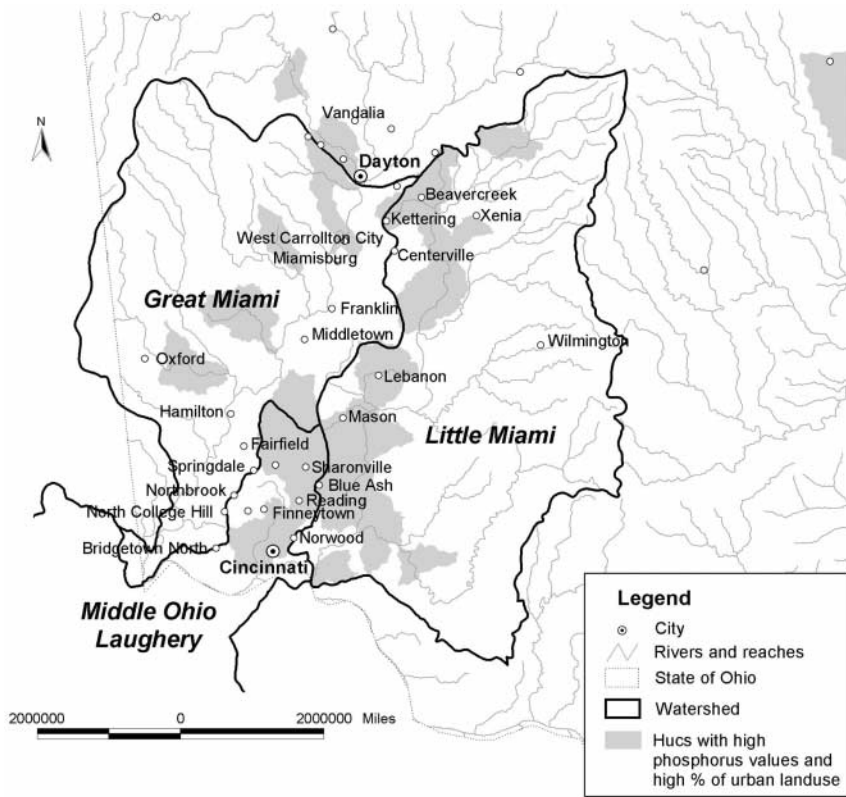 N
Vandalia
Dayton
Beavercreek
Kettering
Xenia
West Carrollton City
Miamisburg
Centerville
Great Miami
Franklin
Middletown
Wilmington
Oxford
Lebanon
Hamilton
Mason
Little Miami
Fairfield
Springdale
Sharonville
Blue Ash
Northbrook
Reading
North College Hill
Finneytown
Norwood
Bridgetown North
Cincinnati
Middle Ohio
Laughery
Legend
City
Rivers and reaches
State of Ohio
Watershed
Hucs with high
phosphorus values and
high % of urban landuse
2000000 0 2000000 Miles